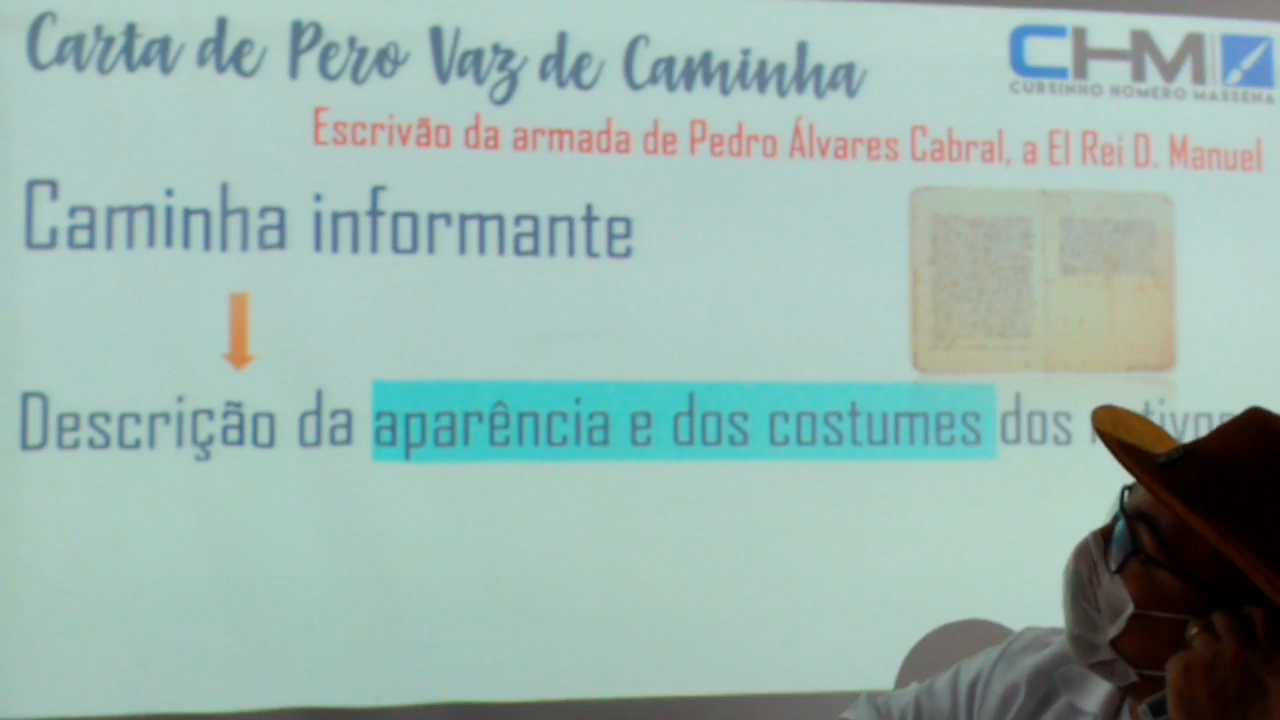 Carta de Pero Vaz de Caminha
CHM
CURSINHO HOMERO MASSENA
Escrivão da armada de Pedro Álvares Cabral, a El Rei D. Manuel
Caminha informante
Descrição da aparência e dos costumes dos